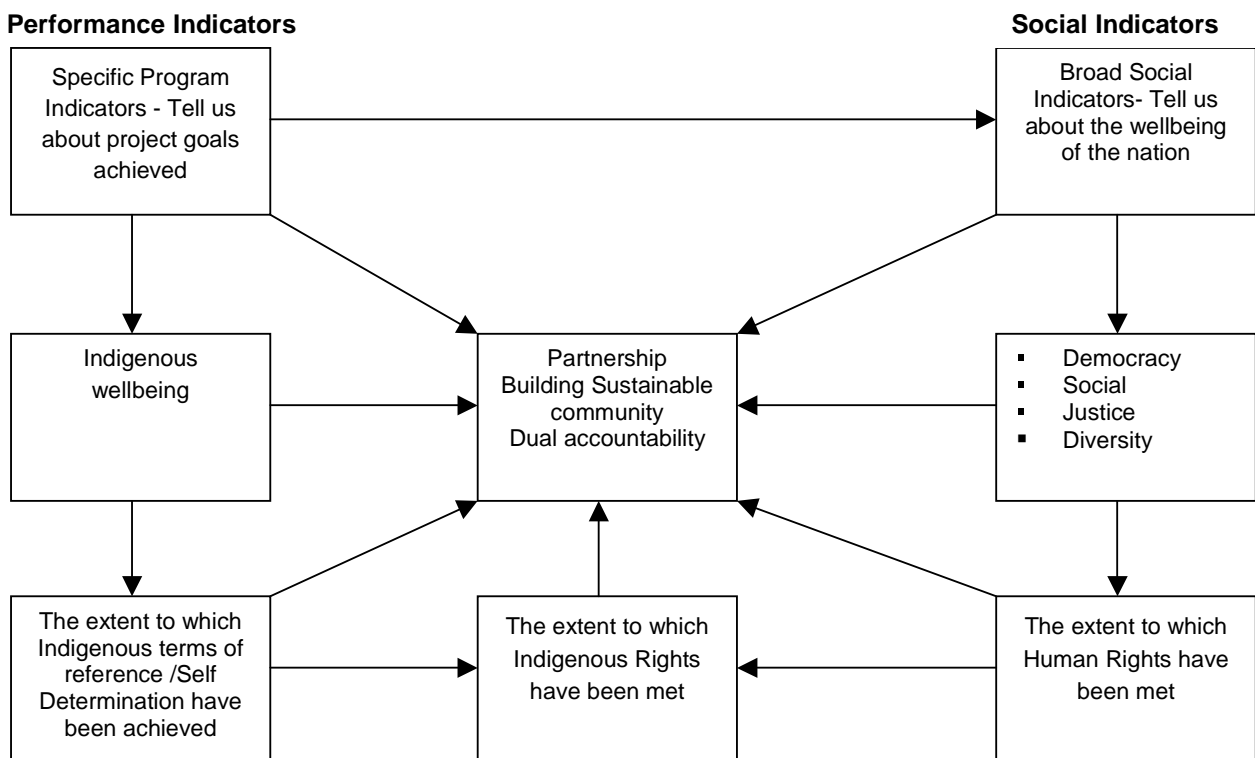 Performance Indicators
Social Indicators
Specific Program
Indicators - Tell us
about project goals
achieved
Broad Social
Indicators- Tell us
about the wellbeing
of the nation
Indigenous
wellbeing
Partnership
Building Sustainable
community
Dual accountability
▪ Democracy
▪ Social
▪ Justice
▪ Diversity
The extent to which
Indigenous terms of
reference /Self
Determination have
been achieved
The extent to which
Indigenous Rights
have been met
The extent to which
Human Rights have
been met